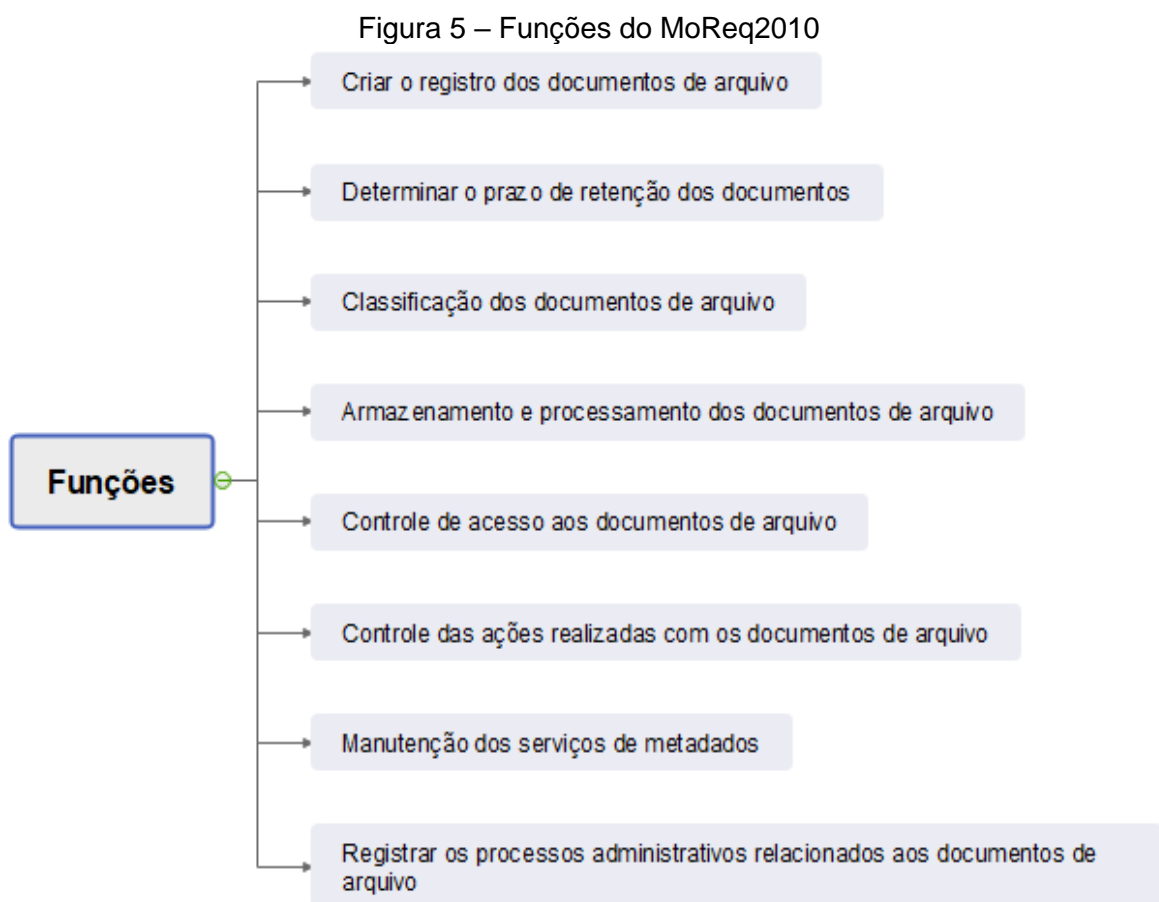 Figura 5 – Funções do MoReq2010
Criar o registro dos documentos de arquivo
Determinar o prazo de retenção dos documentos
Classificação dos documentos de arquivo
Armazenamento e processamento dos documentos de arquivo
Funções
Controle de acesso aos documentos de arquivo
Controle das ações realizadas com os documentos de arquivo
Manutenção dos serviços de metadados
Registrar os processos administrativos relacionados aos documentos de
arquivo